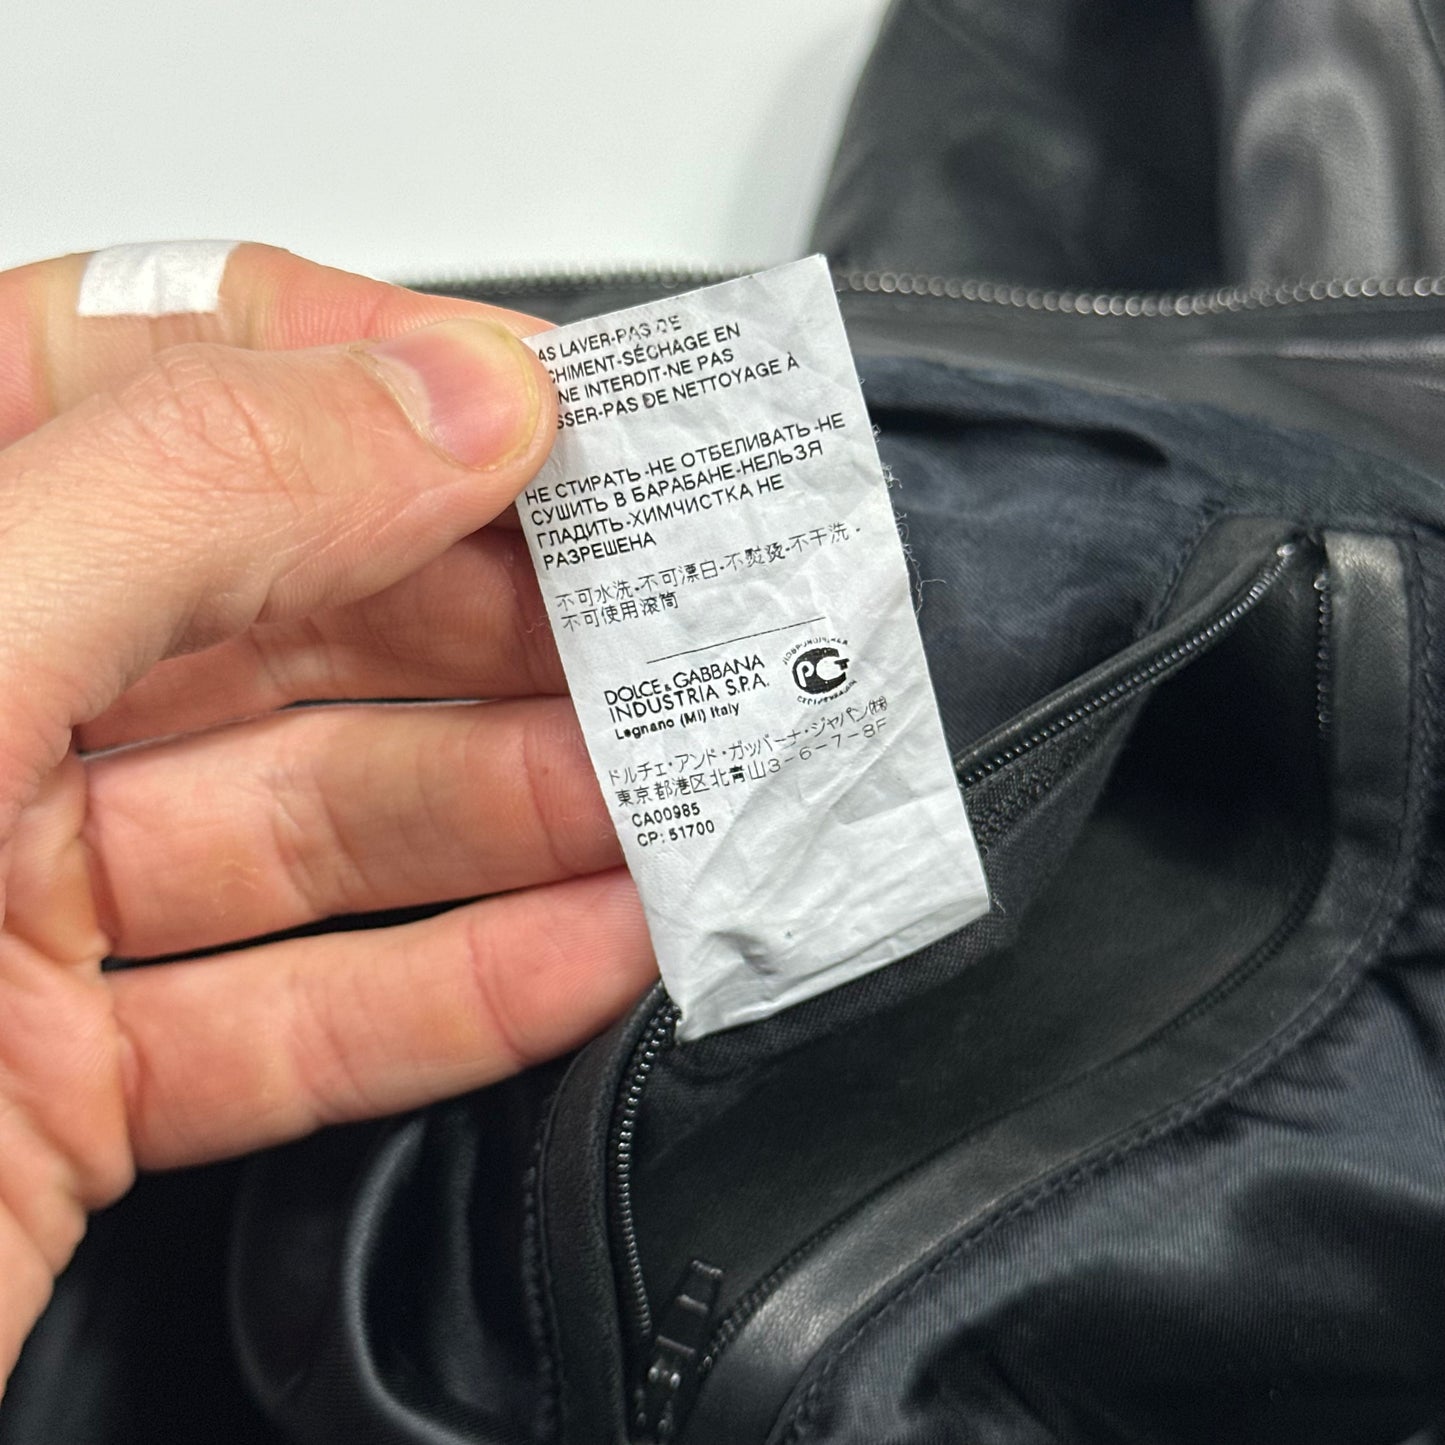 AS LAVER-PAS DE
CHIMENT-SÉCHAGE EN
NE INTERDIT-NE PAS
SSER-PAS DE NETTOYAGE À
НЕ СТИРАТЬ-НЕ ОТБЕЛИВАТЬ-НЕ
СУШИТЬ В БАРАБАНЕ-НЕЛЬЗЯ
ГЛАДИТЬ-ХИМЧИСТКА НЕ
РАЗРЕШЕНА
不可水洗-不可漂白-不熨烫-不干洗-
不可使用滚筒
DOLCE & GABBANA
INDUSTRIA S.P.A.
Legnano (MI) Italy
РСТ
ドルチェ・アンド・ガッバーナ・ジャパン㈱
東京都港区北青山3-6-7-8F
CA00985
CP: 51700